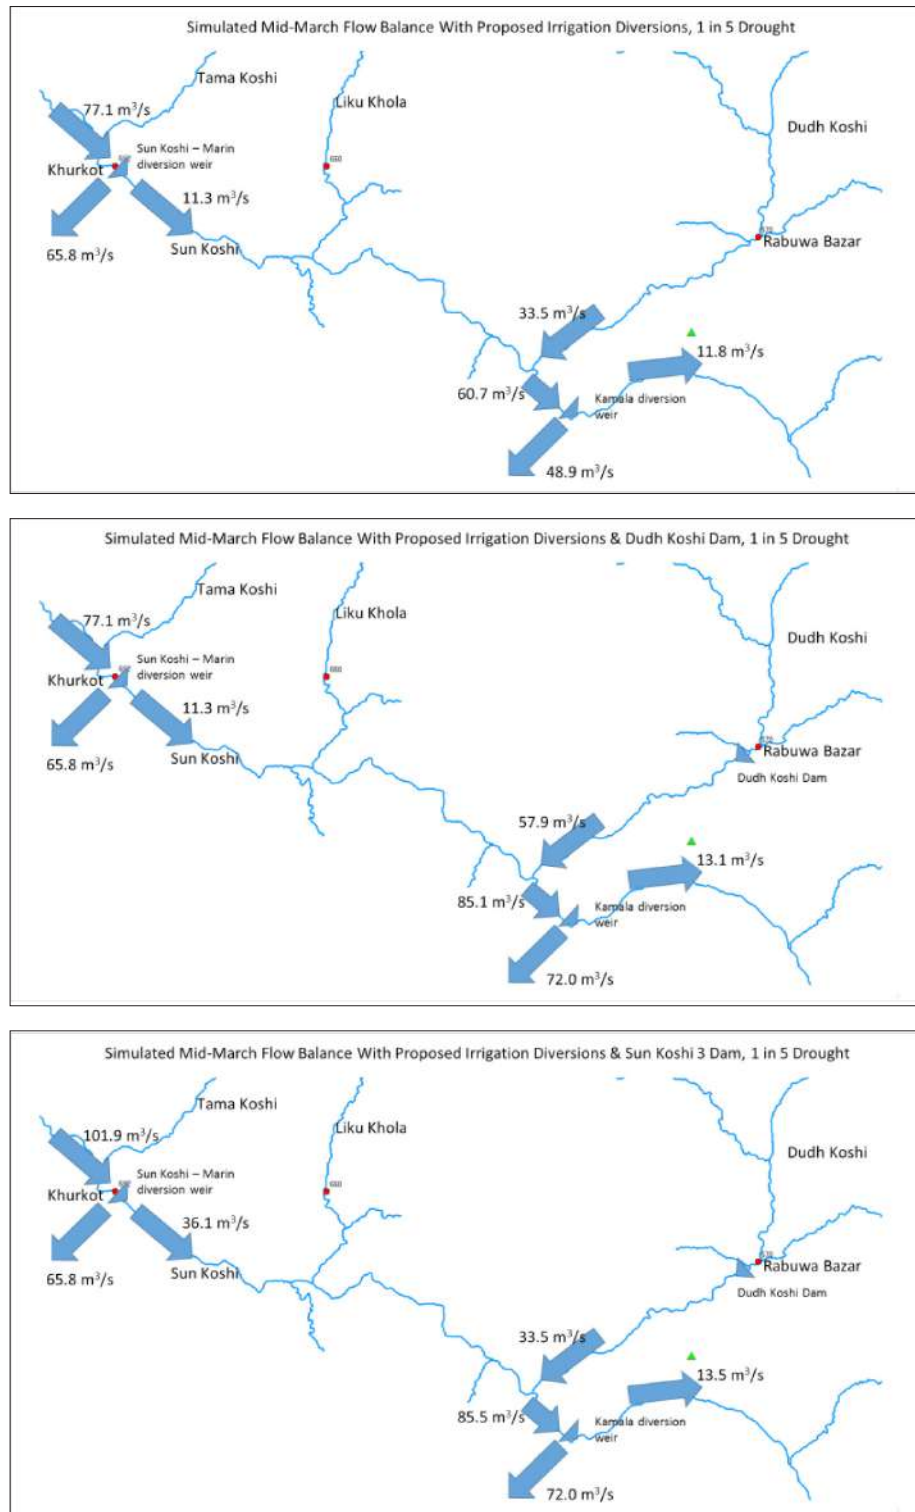 Simulated Mid-March Flow Balance With Proposed Irrigation Diversions, 1 in 5 Drought
Tama Koshi
77.1 m³/s
Liku Khola
Dudh Koshi
Sun Koshi – Marin
diversion weir
660
Khurkot
11.3 m³/s
65.8 m³/s
Sun Koshi
Rabuwa Bazar
33.5 m³/s
11.8 m³/s
60.7 m³/s
Kamala diversion
weir
48.9 m³/s
Simulated Mid-March Flow Balance With Proposed Irrigation Diversions & Dudh Koshi Dam, 1 in 5 Drought
Tama Koshi
77.1 m³/s
Liku Khola
Dudh Koshi
Sun Koshi – Marin
diversion weir
660
Khurkot
11.3 m³/s
65.8 m³/s
Sun Koshi
Rabuwa Bazar
Dudh Koshi Dam
57.9 m³/s
13.1 m³/s
85.1 m³/s
Kamala diversion
weir
72.0 m³/s
Simulated Mid-March Flow Balance With Proposed Irrigation Diversions & Sun Koshi 3 Dam, 1 in 5 Drought
Tama Koshi
101.9 m³/s
Liku Khola
Dudh Koshi
Sun Koshi – Marin
diversion weir
660
Khurkot
36.1 m³/s
65.8 m³/s
Sun Koshi
Rabuwa Bazar
Dudh Koshi Dam
33.5 m³/s
13.5 m³/s
85.5 m³/s
Kamala diversion
weir
72.0 m³/s